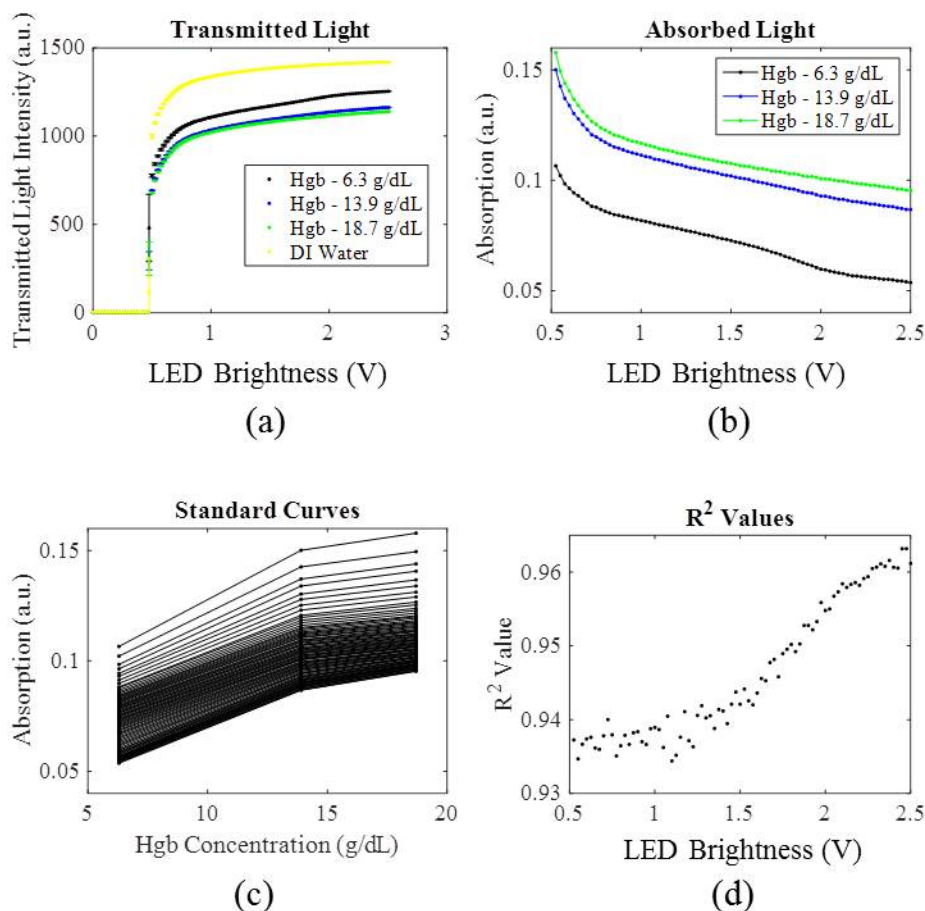 Transmitted Light
Transmitted Light Intensity (a.u.)
1500
1000
500
0
0 1 2 3
Hgb - 6.3 g/dL
Hgb - 13.9 g/dL
Hgb - 18.7 g/dL
DI Water
LED Brightness (V)
(a)
Absorbed Light
Absorption (a.u.)
0.15
0.1
0.05
0.5 1 1.5 2 2.5
Hgb - 6.3 g/dL
Hgb - 13.9 g/dL
Hgb - 18.7 g/dL
LED Brightness (V)
(b)
Standard Curves
Absorption (a.u.)
0.15
0.1
0.05
5 10 15 20
Hgb Concentration (g/dL)
(c)
R² Values
R² Value
0.96
0.95
0.94
0.93
0.5 1 1.5 2 2.5
LED Brightness (V)
(d)